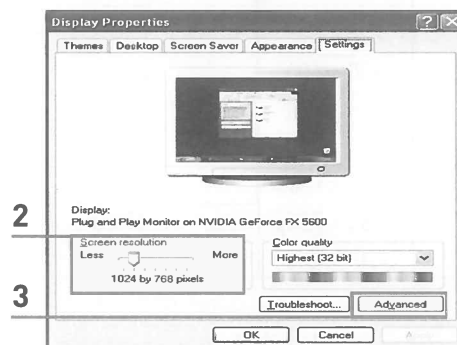 Display Properties
Themes Desktop Screen Saver Appearance Settings
Display:
Plug and Play Monitor on NVIDIA GeForce FX 5600
2
Screen resolution
Less More
1024 by 768 pixels
Color quality
Highest (32 bit)
3
Troubleshoot... Advanced
OK Cancel